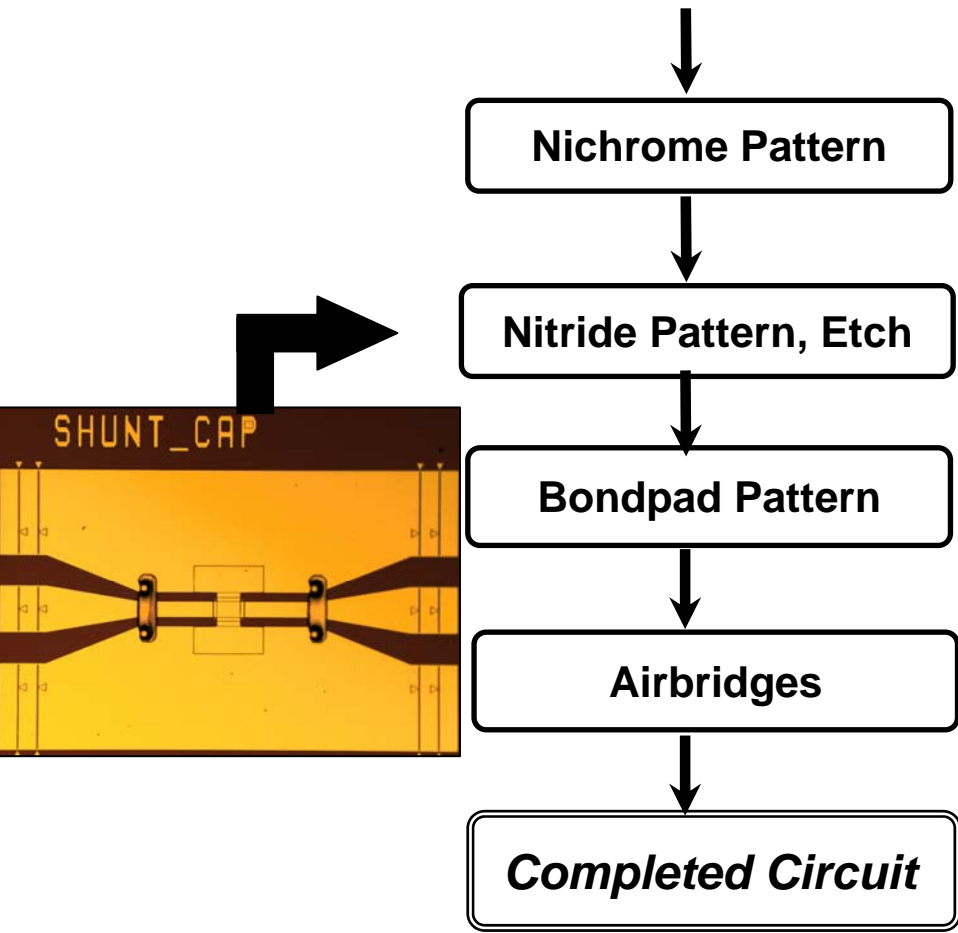 Nichrome Pattern
Nitride Pattern, Etch
SHUNT_CAP
Bondpad Pattern
Airbridges
Completed Circuit